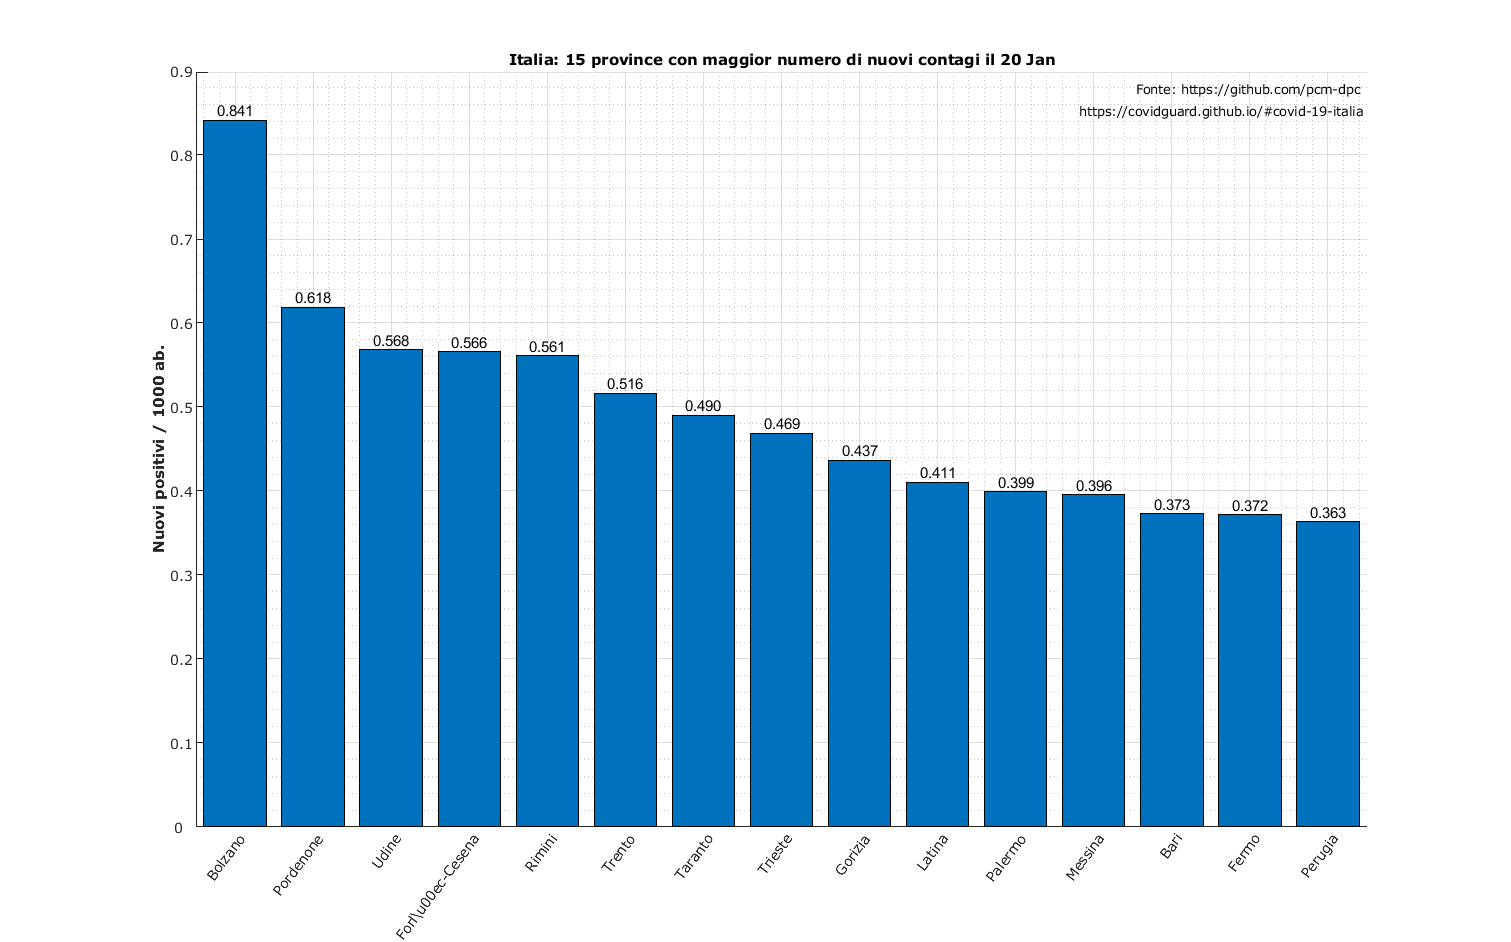 Italia: 15 province con maggior numero di nuovi contagi il 20 Jan
Fonte: https://github.com/pcm-dpc
https://covidguard.github.io/#covid-19-italia
Nuovi positivi / 1000 ab.
0.9
0.8
0.7
0.6
0.5
0.4
0.3
0.2
0.1
0
0.841
0.618
0.568
0.566
0.561
0.516
0.490
0.469
0.437
0.411
0.399
0.396
0.373
0.372
0.363
Bolzano
Pordenone
Udine
Forl\u00ec-Cesena
Rimini
Trento
Taranto
Trieste
Gorizia
Latina
Palermo
Messina
Bari
Fermo
Perugia